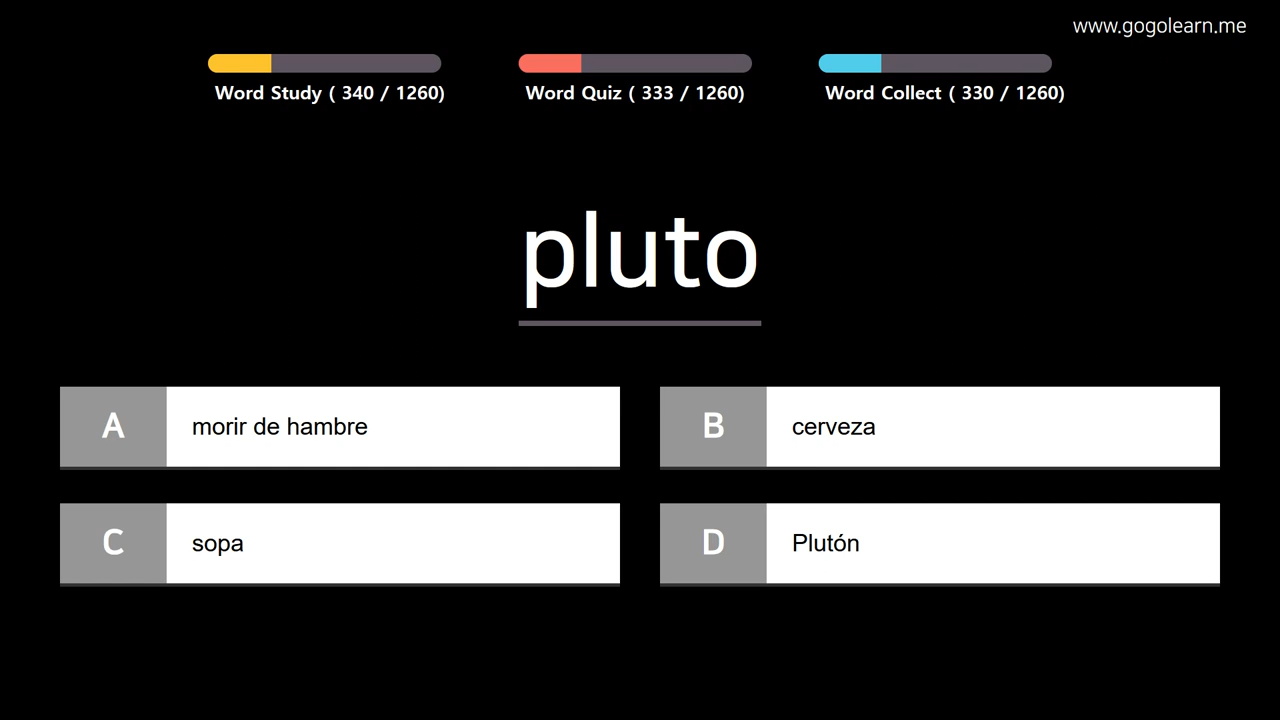 www.gogolearn.me
Word Study ( 340 / 1260)
Word Quiz ( 333 / 1260)
Word Collect ( 330 / 1260)
pluto
A
morir de hambre
B
cerveza
C
sopa
D
Plutón